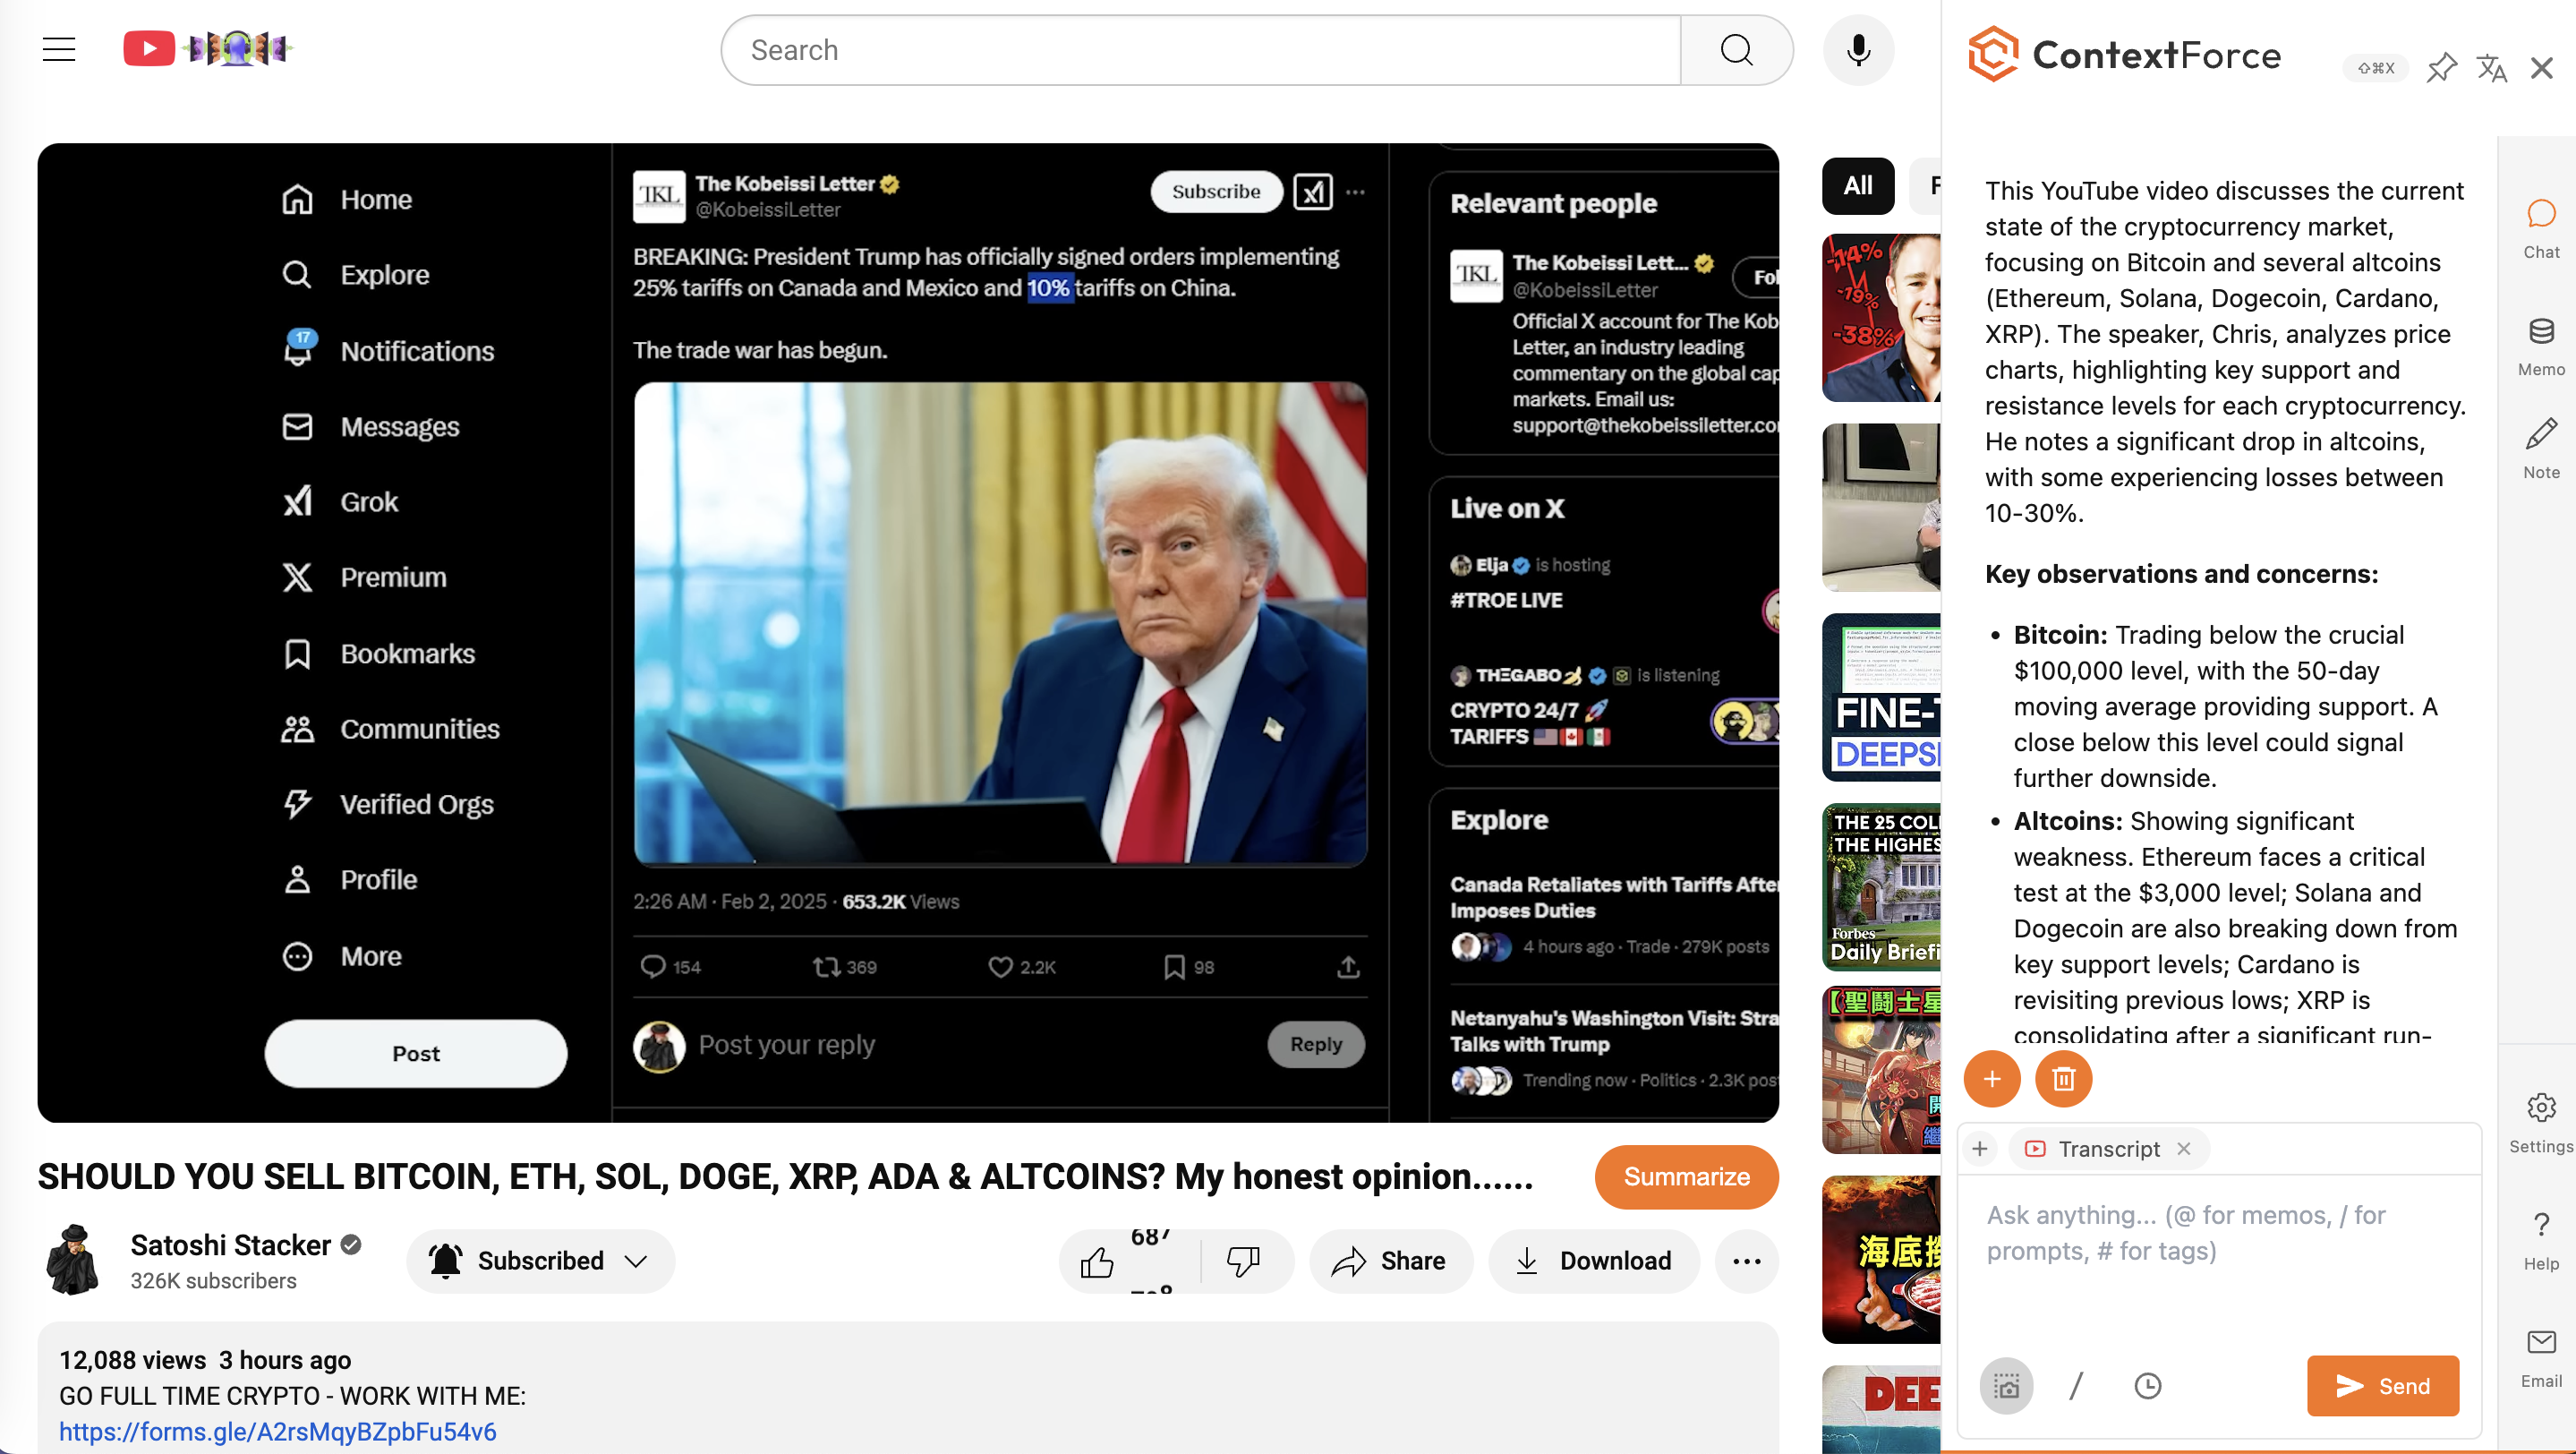 Search
ContextForce
⇧⌘X
Home
Explore
17
Notifications
Messages
Grok
Premium
Bookmarks
Communities
Verified Orgs
Profile
More
Post
TKL
The Kobeissi Letter
@KobeissiLetter
Subscribe
BREAKING: President Trump has officially signed orders implementing
25% tariffs on Canada and Mexico and 10% tariffs on China.
The trade war has begun.
2:26 AM · Feb 2, 2025 · 653.2K Views
154
369
2.2K
98
Post your reply
Reply
Relevant people
TKL
The Kobeissi Lett...
@KobeissiLetter
Official X account for The Kob
Letter, an industry leading
commentary on the global cap
markets. Email us:
support@thekobeissiletter.co
Live on X
Elja is hosting
#TROE LIVE
THΞGABO is listening
CRYPTO 24/7
TARIFFS
Explore
Canada Retaliates with Tariffs After
Imposes Duties
4 hours ago · Trade · 279K posts
Netanyahu's Washington Visit: Stra
Talks with Trump
Trending now · Politics · 2.3K pos
All
-14%
-19%
-38%
FINE-
DEEPS
THE 25 COL
THE HIGHES
Forbes
Daily Briefi
【聖鬥士星
海底
DEE
SHOULD YOU SELL BITCOIN, ETH, SOL, DOGE, XRP, ADA & ALTCOINS? My honest opinion......
Summarize
Satoshi Stacker
326K subscribers
Subscribed
687
Share
Download
12,088 views 3 hours ago
GO FULL TIME CRYPTO - WORK WITH ME:
https://forms.gle/A2rsMqyBZpbFu54v6
This YouTube video discusses the current
state of the cryptocurrency market,
focusing on Bitcoin and several altcoins
(Ethereum, Solana, Dogecoin, Cardano,
XRP). The speaker, Chris, analyzes price
charts, highlighting key support and
resistance levels for each cryptocurrency.
He notes a significant drop in altcoins,
with some experiencing losses between
10-30%.
Key observations and concerns:
• Bitcoin: Trading below the crucial
$100,000 level, with the 50-day
moving average providing support. A
close below this level could signal
further downside.
• Altcoins: Showing significant
weakness. Ethereum faces a critical
test at the $3,000 level; Solana and
Dogecoin are also breaking down from
key support levels; Cardano is
revisiting previous lows; XRP is
consolidating after a significant run-
Transcript
Ask anything... (@ for memos, / for
prompts, # for tags)
Send
Chat
Memo
Note
Settings
Help
Email